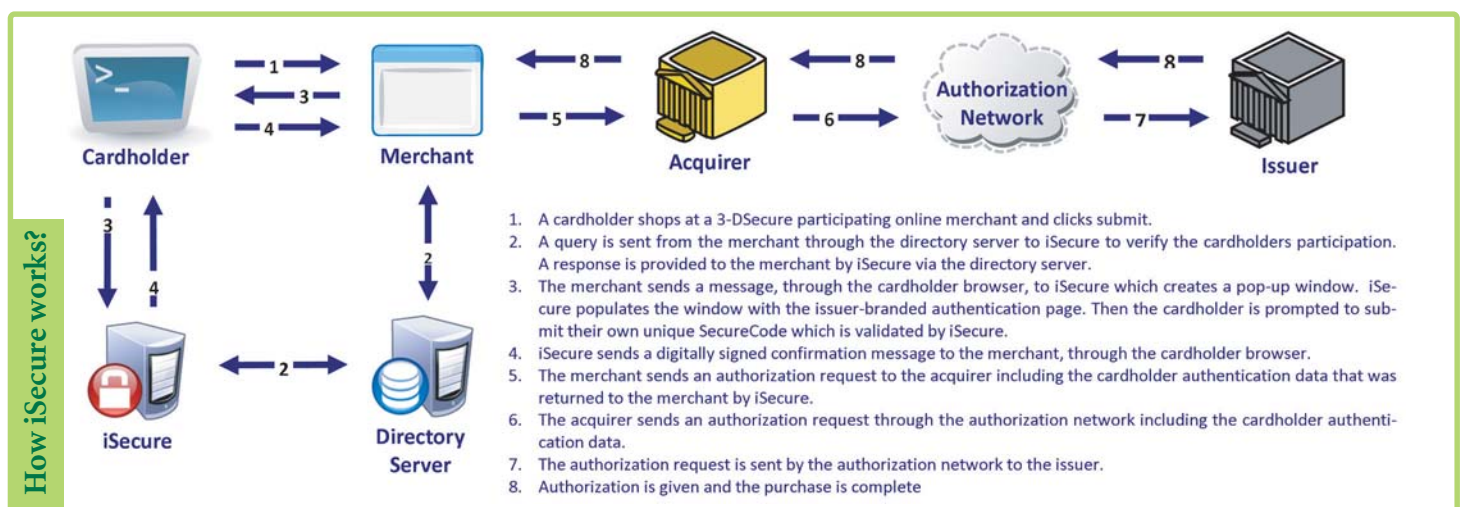 1
3
4
8
5
8
6
8
7
Authorization
Network
Cardholder
Merchant
Acquirer
Issuer
3
4
2
2
How iSecure works?
iSecure
Directory
Server
1. A cardholder shops at a 3-DSecure participating online merchant and clicks submit.
2. A query is sent from the merchant through the directory server to iSecure to verify the cardholders participation.
A response is provided to the merchant by iSecure via the directory server.
3. The merchant sends a message, through the cardholder browser, to iSecure which creates a pop-up window. iSe-
cure populates the window with the issuer-branded authentication page. Then the cardholder is prompted to sub-
mit their own unique SecureCode which is validated by iSecure.
4. iSecure sends a digitally signed confirmation message to the merchant, through the cardholder browser.
5. The merchant sends an authorization request to the acquirer including the cardholder authentication data that was
returned to the merchant by iSecure.
6. The acquirer sends an authorization request through the authorization network including the cardholder authenti-
cation data.
7. The authorization request is sent by the authorization network to the issuer.
8. Authorization is given and the purchase is complete